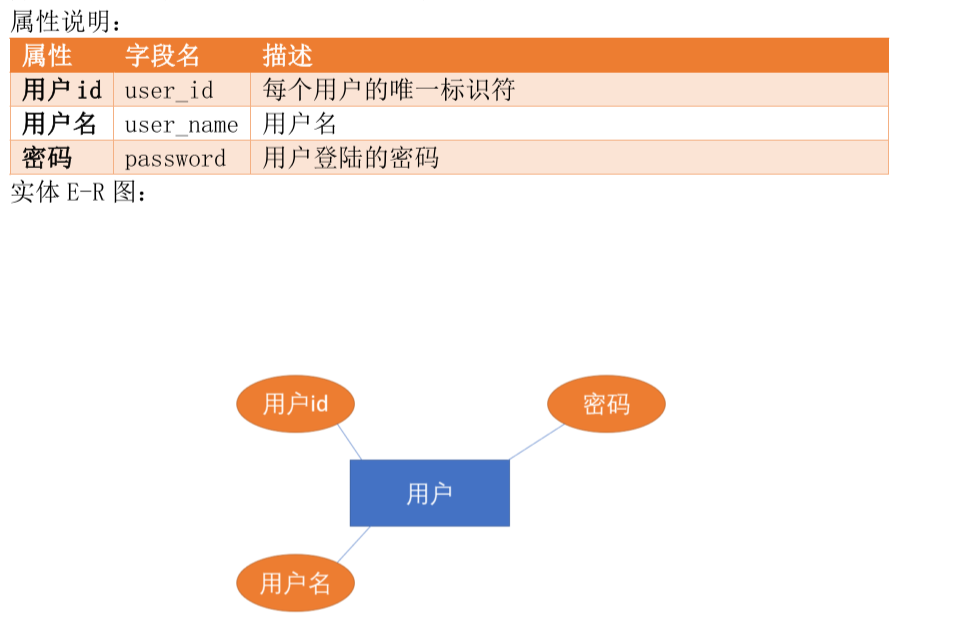 属性说明：
属性 字段名 描述
用户 id user_id 每个用户的唯一标识符
用户名 user_name 用户名
密码 password 用户登陆的密码
实体 E-R 图：
用户id 密码
用户
用户名